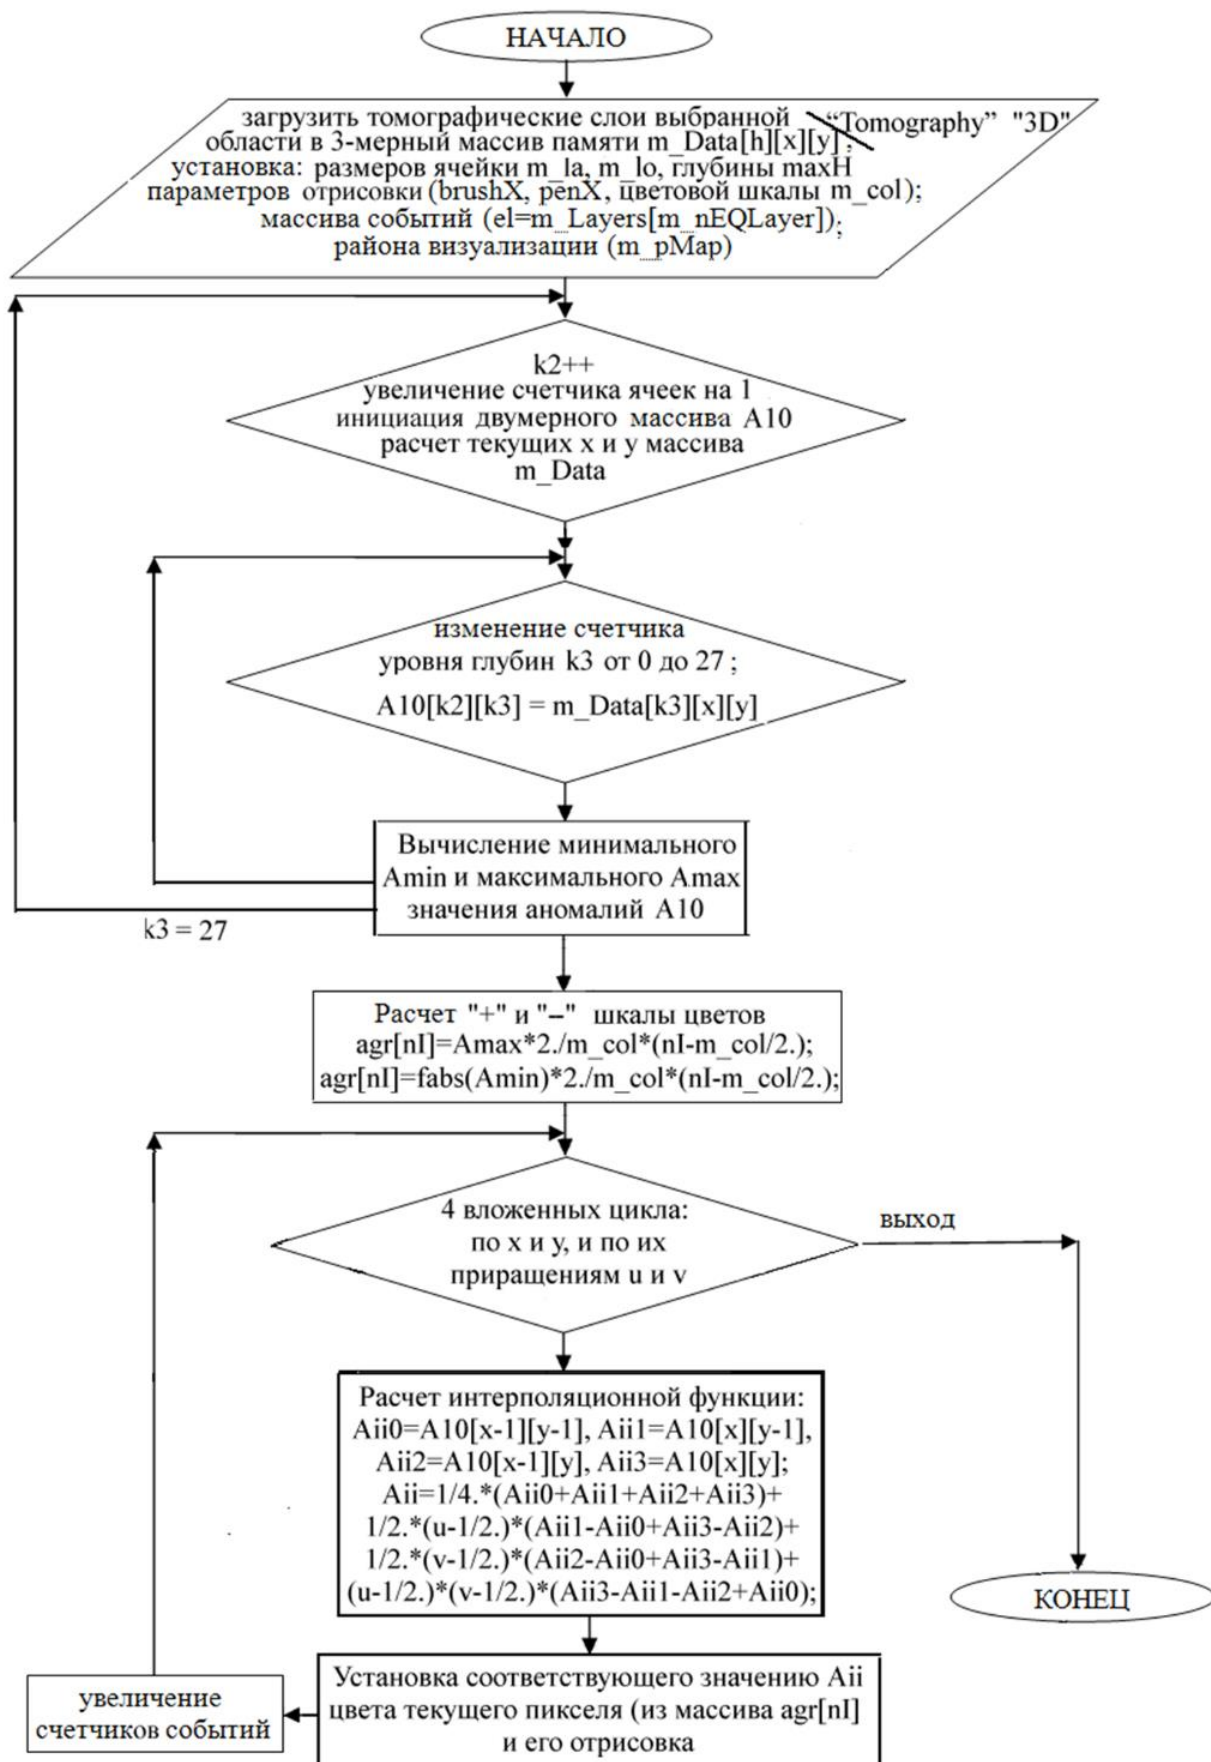 НАЧАЛО
загрузить томографические слои выбранной “Tomography” "3D"
области в 3-мерный массив памяти m_Data[h][x][y] ;
установка: размеров ячейки m_la, m_lo, глубины maxH
параметров отрисовки (brushX, penX, цветовой шкалы m_col);
массива событий (el=m_Layers[m_nEQLayer]);
района визуализации (m_pMap)
k2++
увеличение счетчика ячеек на 1
инициация двумерного массива A10
расчет текущих x и y массива
m_Data
изменение счетчика
уровня глубин k3 от 0 до 27 ;
A10[k2][k3] = m_Data[k3][x][y]
Вычисление минимального
Amin и максимального Amax
значения аномалий A10
k3 = 27
Расчет "+" и "–" шкалы цветов
agr[nI]=Amax*2./m_col*(nI-m_col/2.);
agr[nI]=fabs(Amin)*2./m_col*(nI-m_col/2.);
4 вложенных цикла:
по x и y, и по их
приращениям u и v
выход
Расчет интерполяционной функции:
Aii0=A10[x-1][y-1], Aii1=A10[x][y-1],
Aii2=A10[x-1][y], Aii3=A10[x][y];
Aii=1/4.*(Aii0+Aii1+Aii2+Aii3)+
1/2.*(u-1/2.)*(Aii1-Aii0+Aii3-Aii2)+
1/2.*(v-1/2.)*(Aii2-Aii0+Aii3-Aii1)+
(u-1/2.)*(v-1/2.)*(Aii3-Aii1-Aii2+Aii0);
КОНЕЦ
Установка соответствующего значению Aii
цвета текущего пикселя (из массива agr[nI]
и его отрисовка
увеличение
счетчиков событий